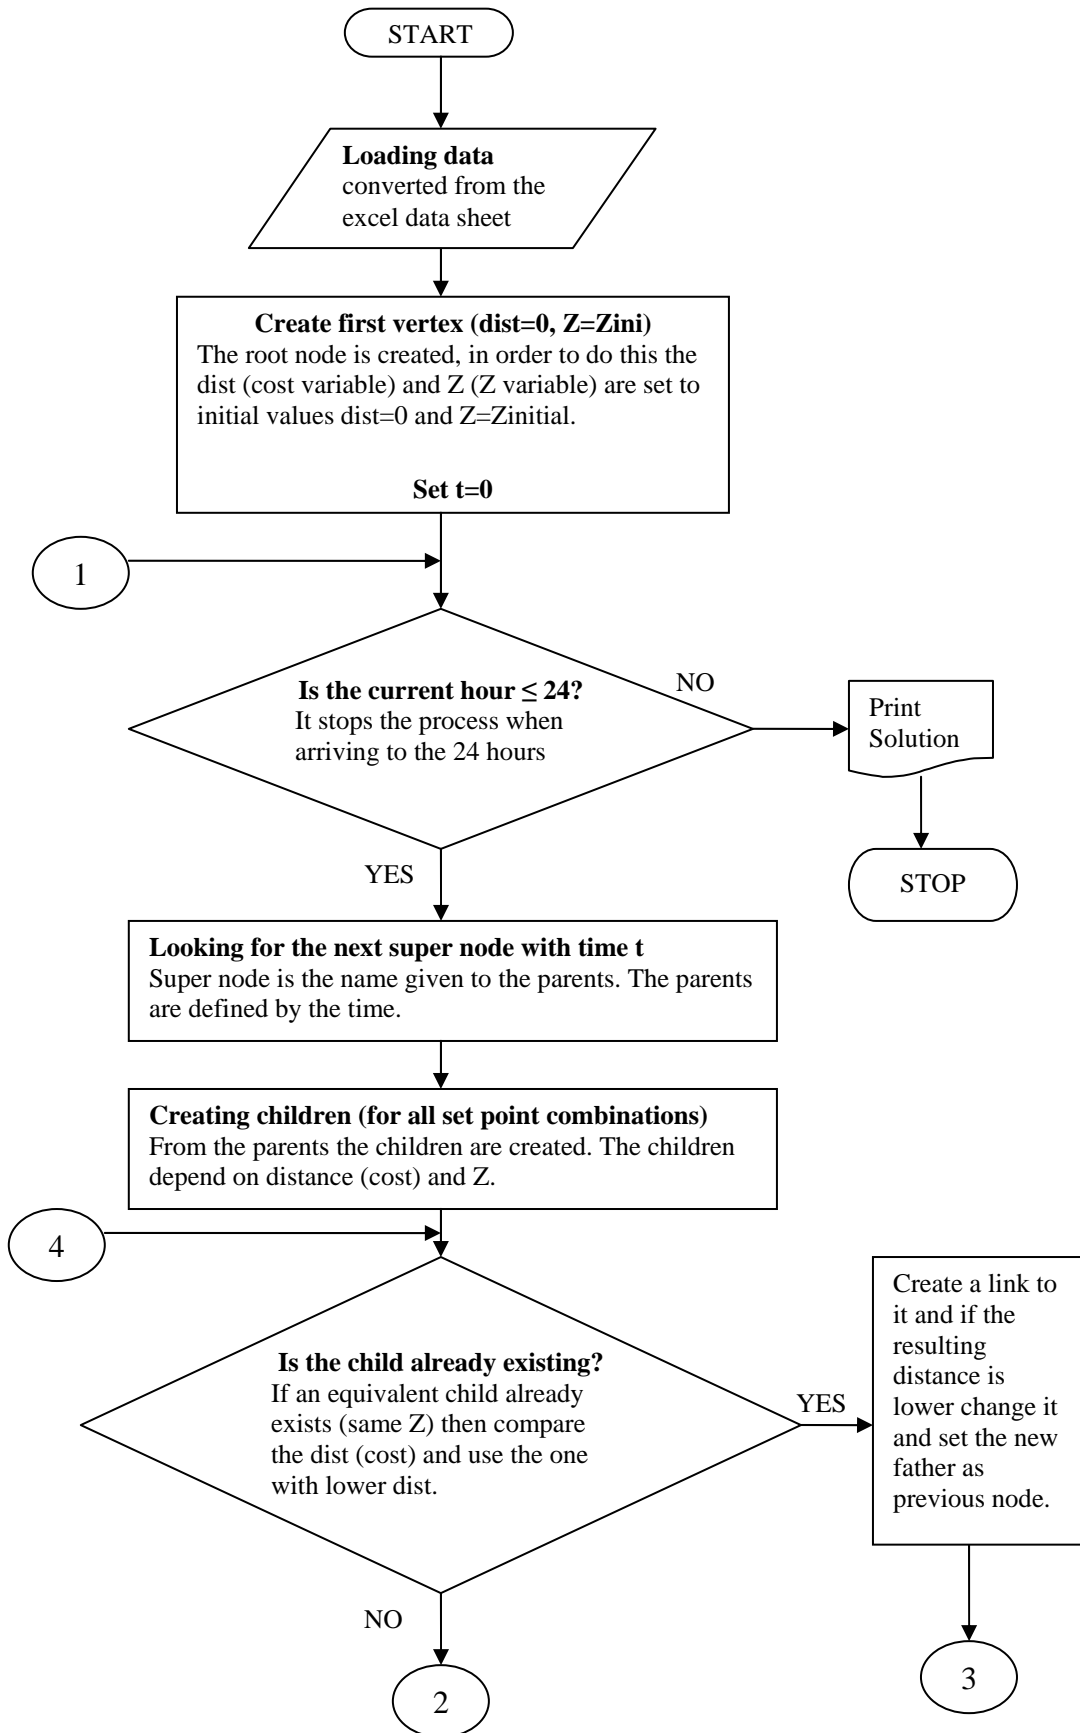 START
Loading data
converted from the
excel data sheet
Create first vertex (dist=0, Z=Zini)
The root node is created, in order to do this the
dist (cost variable) and Z (Z variable) are set to
initial values dist=0 and Z=Zinitial.
Set t=0
1
Is the current hour ≤ 24?
It stops the process when
arriving to the 24 hours
NO
Print
Solution
YES
STOP
Looking for the next super node with time t
Super node is the name given to the parents. The parents
are defined by the time.
Creating children (for all set point combinations)
From the parents the children are created. The children
depend on distance (cost) and Z.
4
Is the child already existing?
If an equivalent child already
exists (same Z) then compare
the dist (cost) and use the one
with lower dist.
YES
Create a link to
it and if the
resulting
distance is
lower change it
and set the new
father as
previous node.
NO
2
3